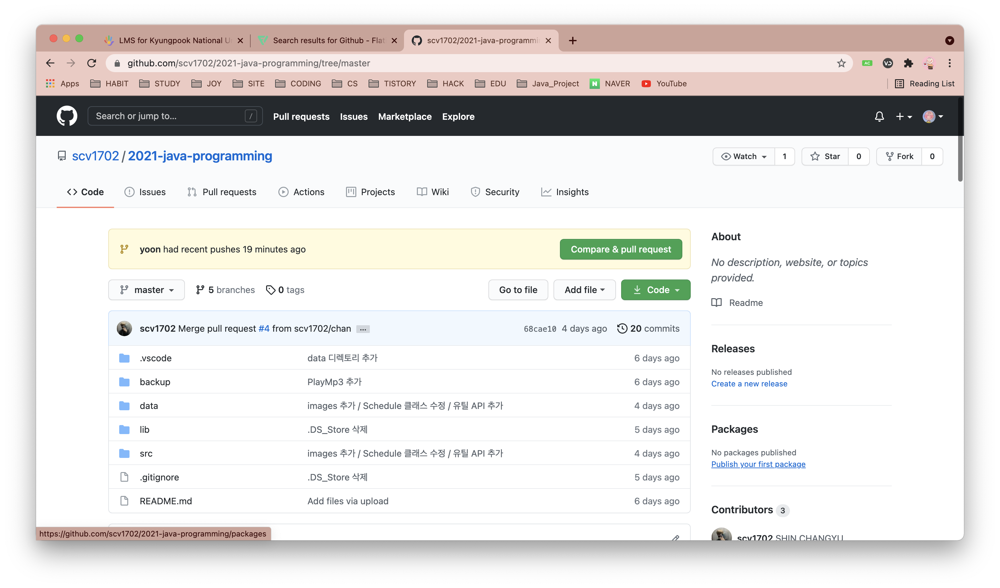 LMS for Kyungpook National U
Search results for Github - Flat
scv1702/2021-java-programmi
github.com/scv1702/2021-java-programming/tree/master
AC
Apps HABIT STUDY JOY SITE CODING CS TISTORY HACK EDU Java_Project N NAVER YouTube Reading List
Search or jump to... / Pull requests Issues Marketplace Explore
scv1702 / 2021-java-programming
Watch 1 Star 0 Fork 0
Code Issues Pull requests Actions Projects Wiki Security Insights
yoon had recent pushes 19 minutes ago Compare & pull request
master 5 branches 0 tags Go to file Add file Code
scv1702 Merge pull request #4 from scv1702/chan ... 68cae10 4 days ago 20 commits
.vscode data 디렉토리 추가 6 days ago
backup PlayMp3 추가 6 days ago
data images 추가 / Schedule 클래스 수정 / 유틸 API 추가 4 days ago
lib .DS_Store 삭제 5 days ago
src images 추가 / Schedule 클래스 수정 / 유틸 API 추가 4 days ago
.gitignore .DS_Store 삭제 5 days ago
README.md Add files via upload 6 days ago
About
No description, website, or topics
provided.
Readme
Releases
No releases published
Create a new release
Packages
No packages published
Publish your first package
Contributors 3
scv1702 SHIN CHANGYU
https://github.com/scv1702/2021-java-programming/packages